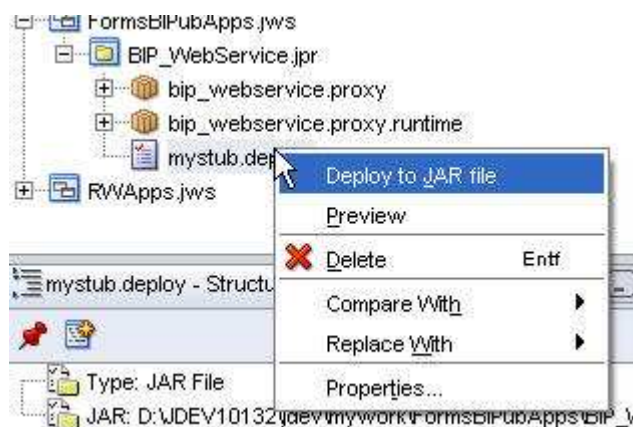 FormsBIPubApps.jws
BIP_WebService.jpr
bip_webservice.proxy
bip_webservice.proxy.runtime
mystub.dep
RWApps.jws
Deploy to JAR file
Preview
Delete Entf
Compare With
Replace With
Properties...
mystub.deploy - Structu
Type: JAR File
JAR: D:\JDEV10132\jdev\mywork\FormsBIPubApps\BIP_